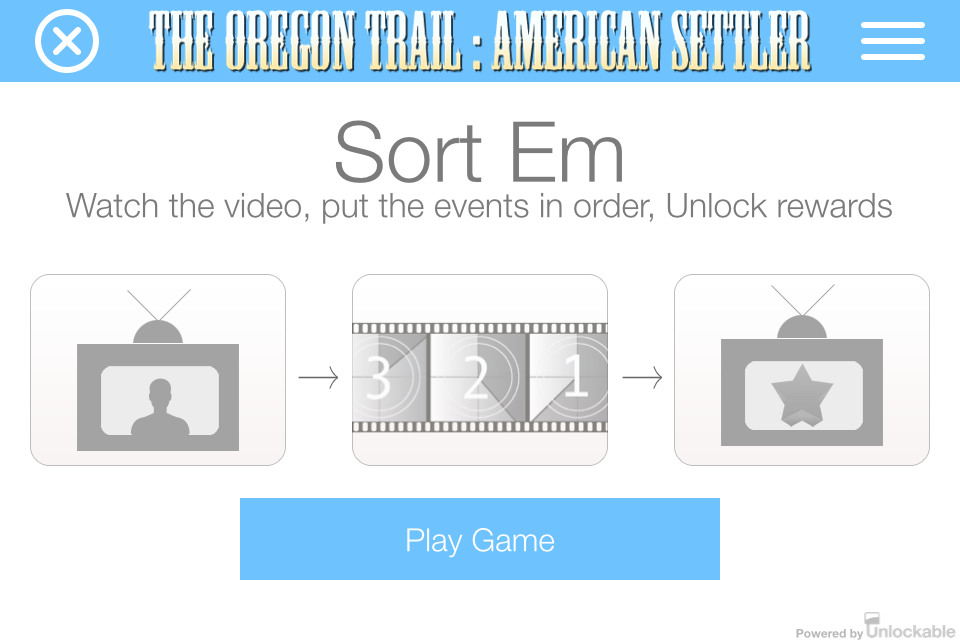 THE OREGON TRAIL : AMERICAN SETTLER
Sort Em
Watch the video, put the events in order, Unlock rewards
3 2 1
Play Game
Powered by Unlockable